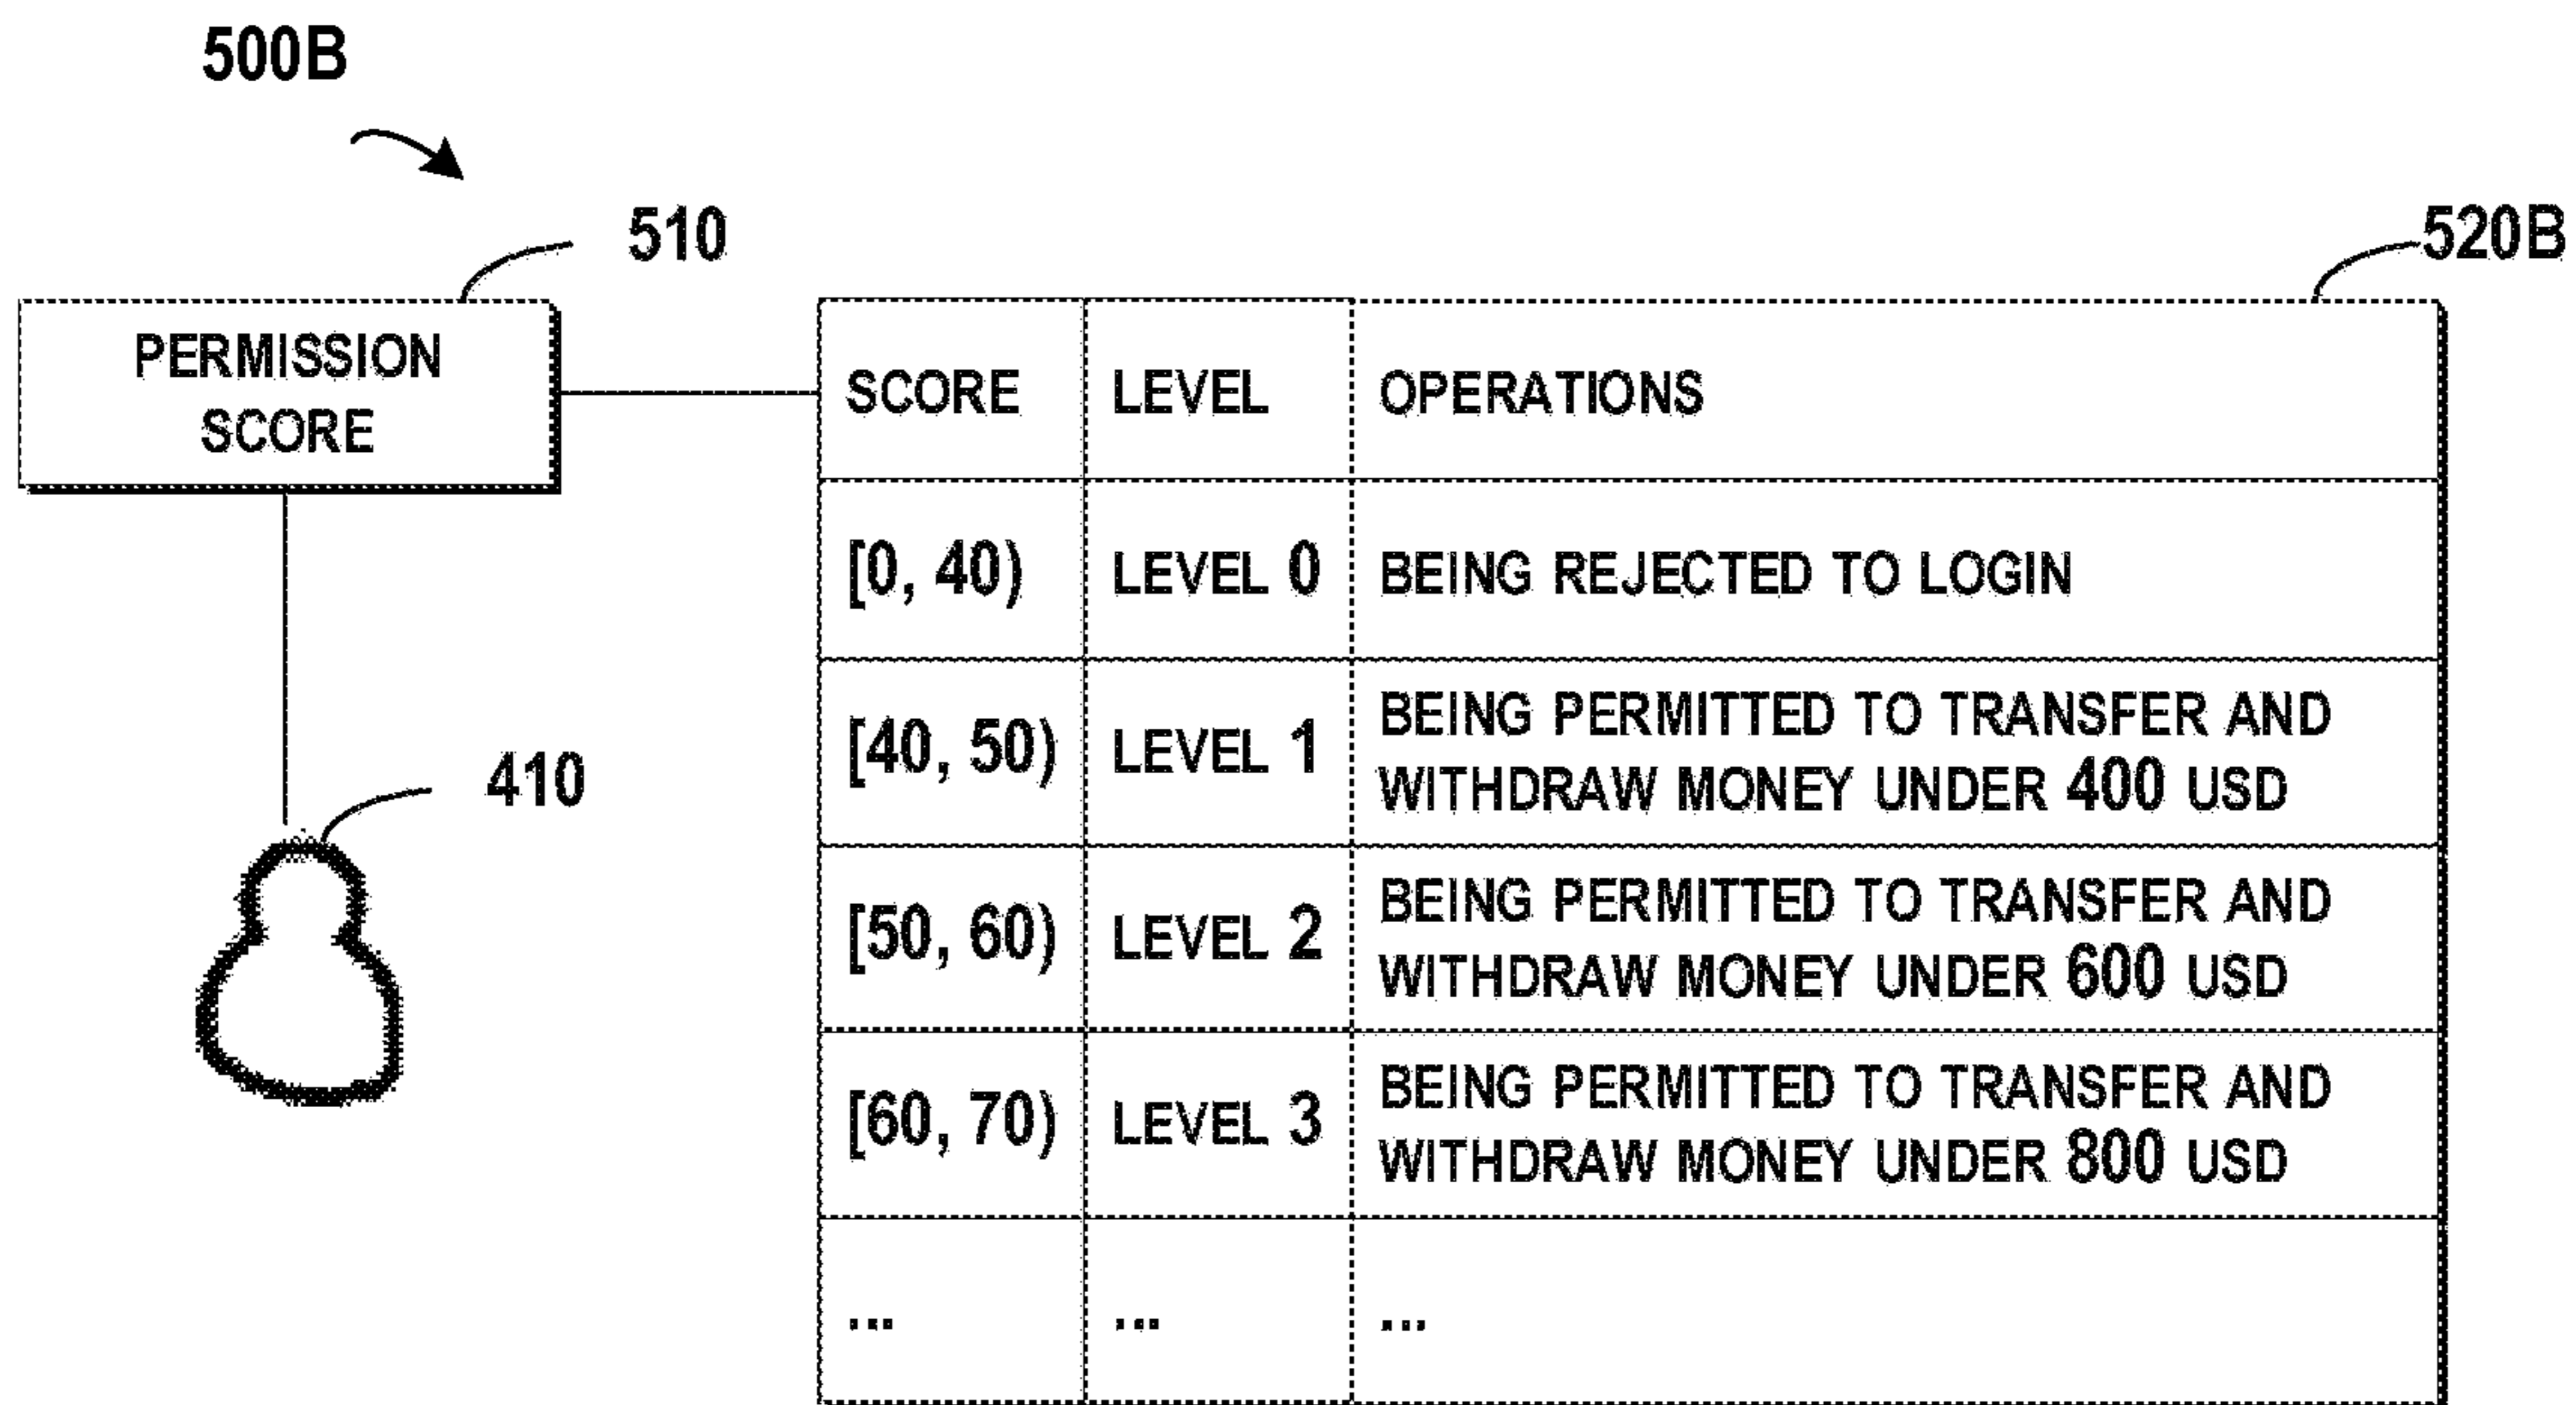 500B
510
520B
PERMISSION
SCORE
SCORE LEVEL OPERATIONS
[0, 40) LEVEL 0 BEING REJECTED TO LOGIN
[40, 50) LEVEL 1 BEING PERMITTED TO TRANSFER AND
WITHDRAW MONEY UNDER 400 USD
410
[50, 60) LEVEL 2 BEING PERMITTED TO TRANSFER AND
WITHDRAW MONEY UNDER 600 USD
[60, 70) LEVEL 3 BEING PERMITTED TO TRANSFER AND
WITHDRAW MONEY UNDER 800 USD
... ... ...